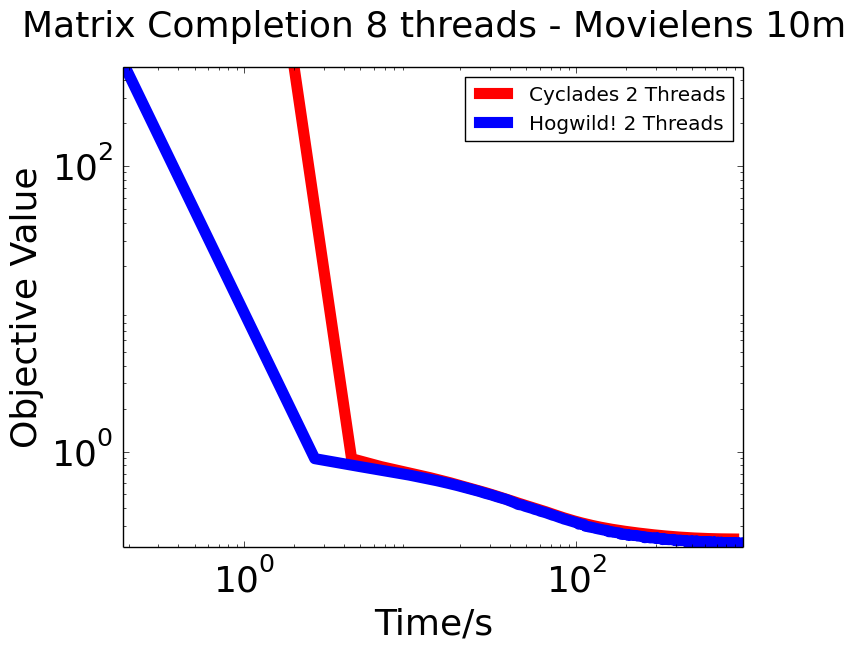 Matrix Completion 8 threads - Movielens 10m
Cyclades 2 Threads
Hogwild! 2 Threads
Objective Value
10^2
10^0
10^0 10^2
Time/s